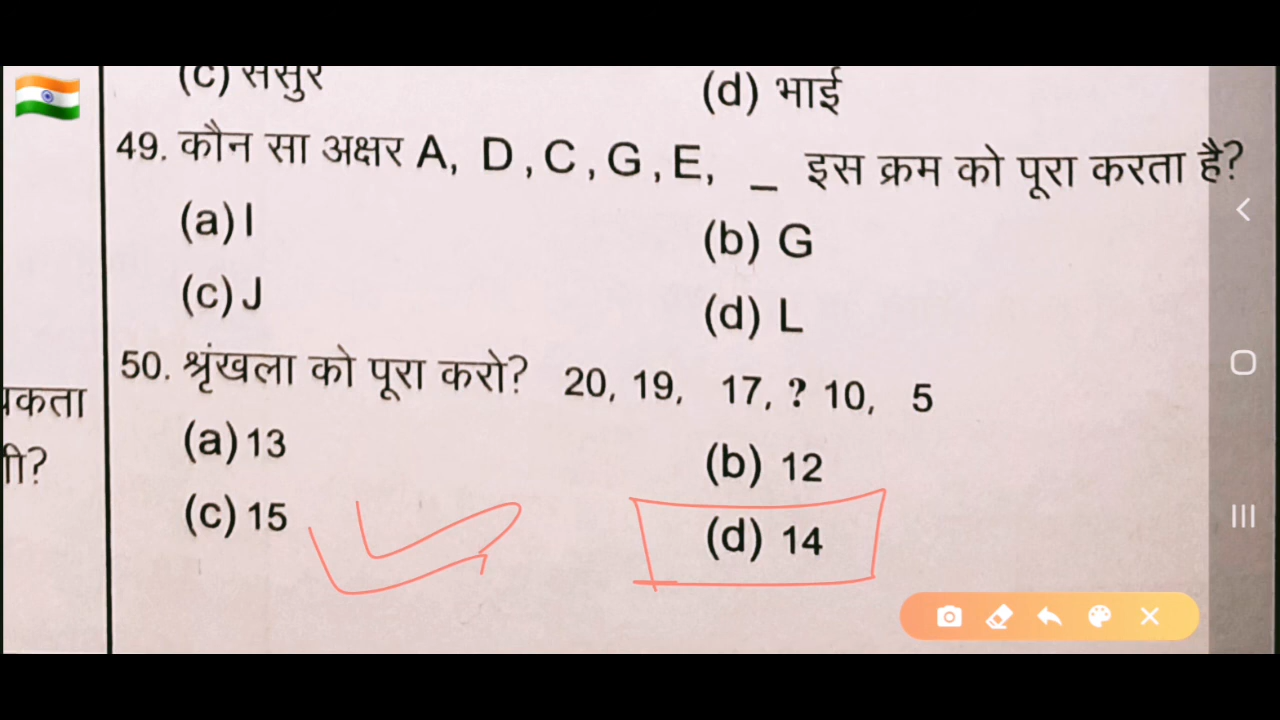 (c) ससुर (d) भाई
49. कौन सा अक्षर A, D, C, G, E, _ इस क्रम को पूरा करता है?
(a) I (b) G
(c) J (d) L
50. श्रृंखला को पूरा करो? 20, 19, 17, ? 10, 5
(a) 13 (b) 12
(c) 15 (d) 14